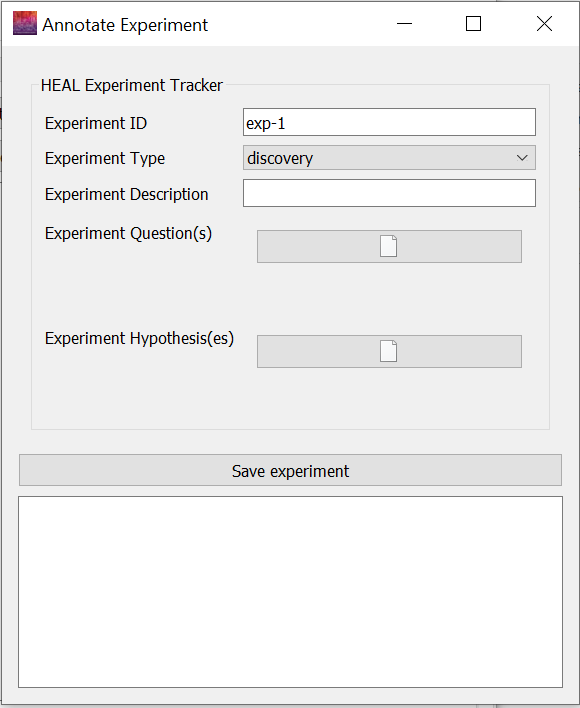 Annotate Experiment
HEAL Experiment Tracker
Experiment ID exp-1
Experiment Type discovery
Experiment Description
Experiment Question(s)
Experiment Hypothesis(es)
Save experiment